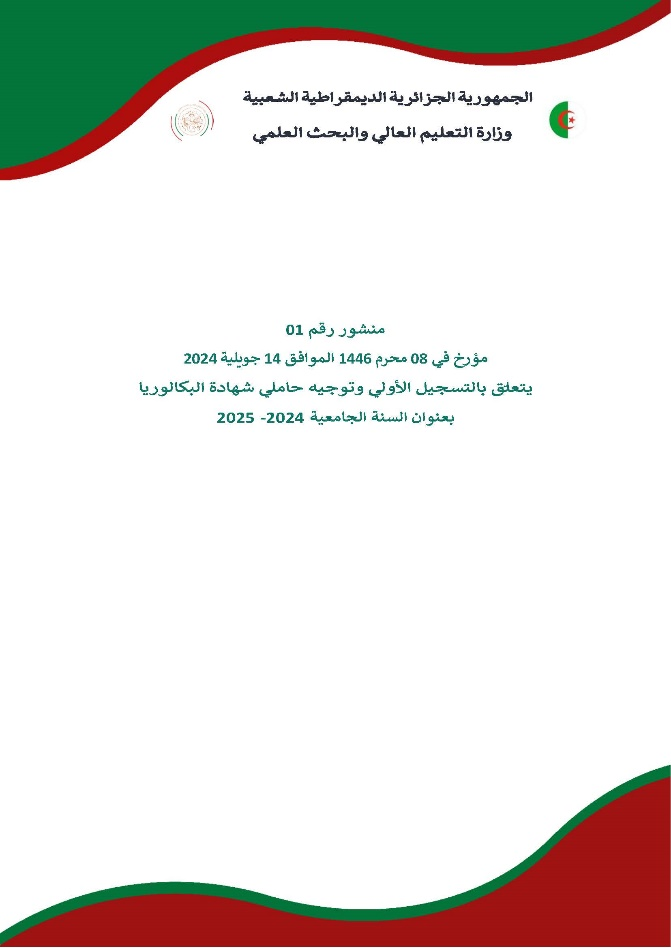 الجمهورية الجزائرية الديمقراطية الشعبية
وزارة التعليم العالي والبحث العلمي
منشور رقم 01
مؤرخ في 08 محرم 1446 الموافق 14 جويلية 2024
يتعلق بالتسجيل الأولي وتوجيه حاملي شهادة البكالوريا
بعنوان السنة الجامعية 2024- 2025